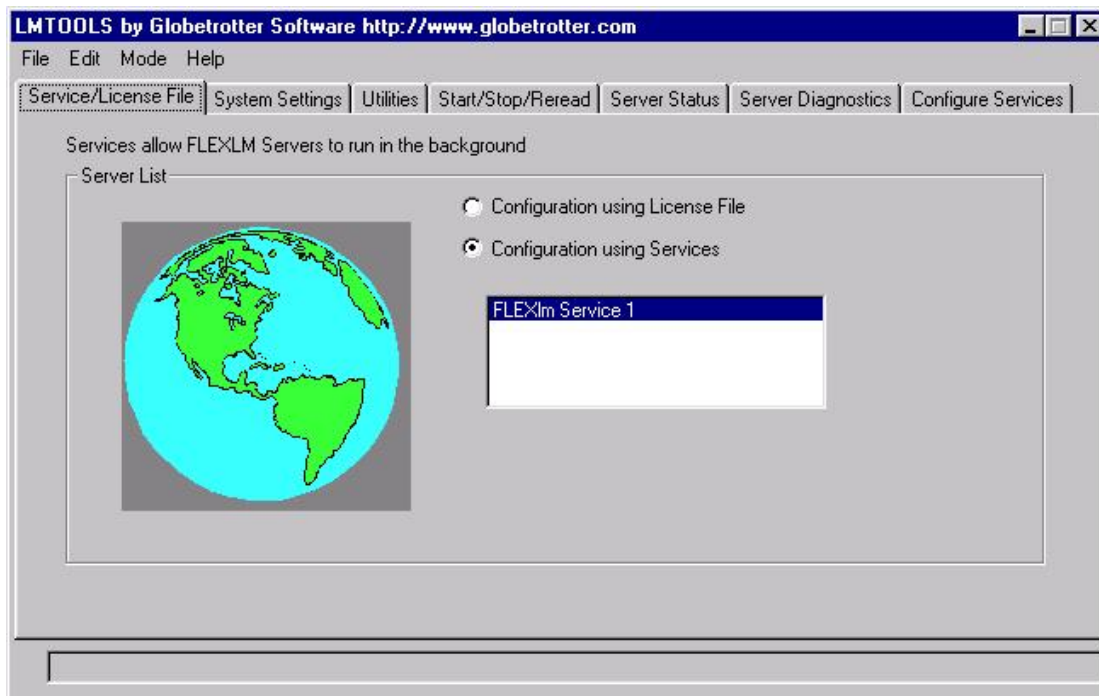 LMTOOLS by Globetrotter Software http://www.globetrotter.com
File Edit Mode Help
Service/License File System Settings Utilities Start/Stop/Reread Server Status Server Diagnostics Configure Services
Services allow FLEXLM Servers to run in the background
Server List
Configuration using License File
Configuration using Services
FLEXlm Service 1